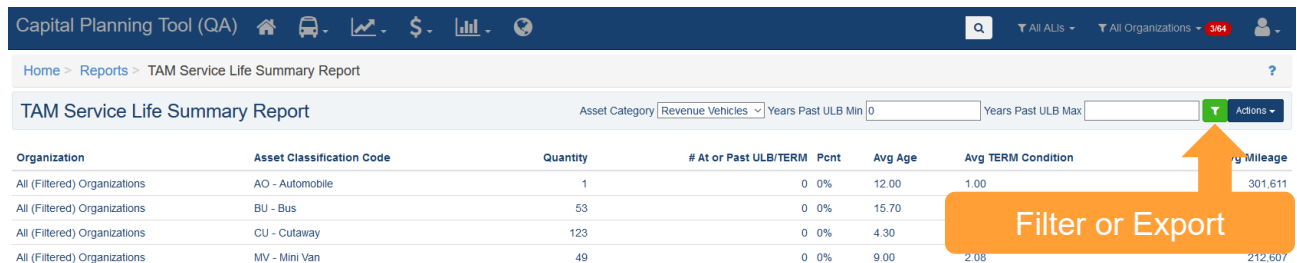 Capital Planning Tool (QA) $ All ALIs All Organizations 3/64
Home > Reports > TAM Service Life Summary Report ?
TAM Service Life Summary Report Asset Category Revenue Vehicles Years Past ULB Min 0 Years Past ULB Max Actions
Organization Asset Classification Code Quantity # At or Past ULB/TERM Pcnt Avg Age Avg TERM Condition Mileage
All (Filtered) Organizations AO - Automobile 1 0 0% 12.00 1.00 301,611
All (Filtered) Organizations BU - Bus 53 0 0% 15.70
All (Filtered) Organizations CU - Cutaway 123 0 0% 4.30
All (Filtered) Organizations MV - Mini Van 49 0 0% 9.00 2.08 212,607
Filter or Export